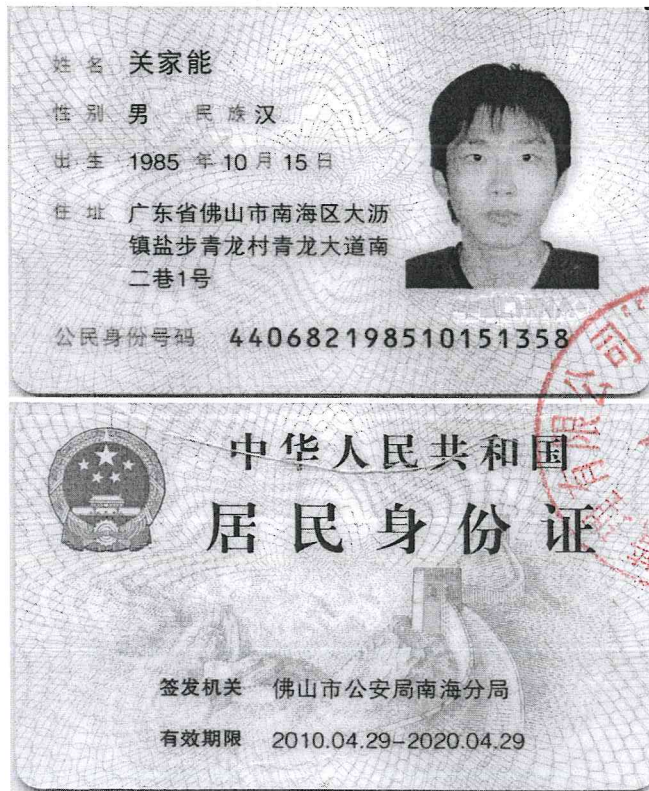 姓名 关家能
性别 男 民族 汉
出生 1985 年 10 月 15 日
住址 广东省佛山市南海区大沥
镇盐步青龙村青龙大道南
二巷1号
公民身份号码 440682198510151358
中华人民共和国
居民身份证
签发机关 佛山市公安局南海分局
有效期限 2010.04.29-2020.04.29
有限公司